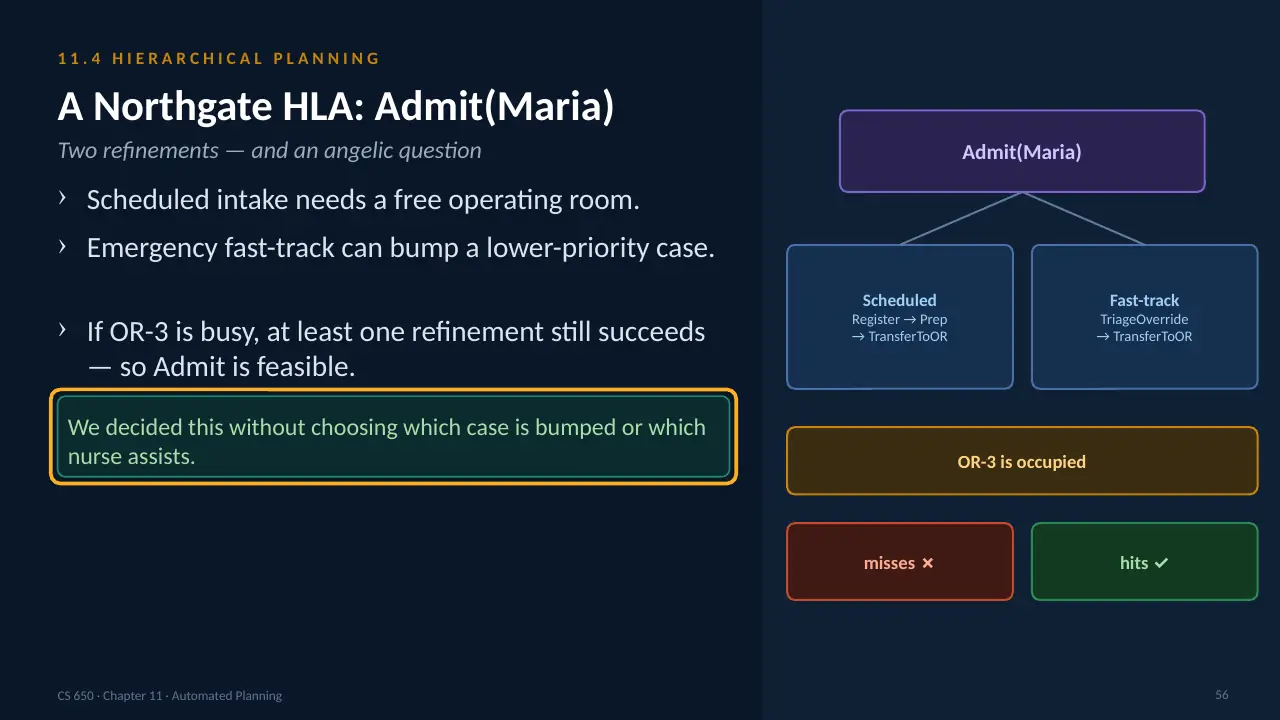 11.4 HIERARCHICAL PLANNING
A Northgate HLA: Admit(Maria)
Two refinements — and an angelic question
› Scheduled intake needs a free operating room.
› Emergency fast-track can bump a lower-priority case.
› If OR-3 is busy, at least one refinement still succeeds
— so Admit is feasible.
We decided this without choosing which case is bumped or which
nurse assists.
Admit(Maria)
Scheduled
Register → Prep
→ TransferToOR
Fast-track
TriageOverride
→ TransferToOR
OR-3 is occupied
misses ✕
hits ✓
CS 650 · Chapter 11 · Automated Planning
56